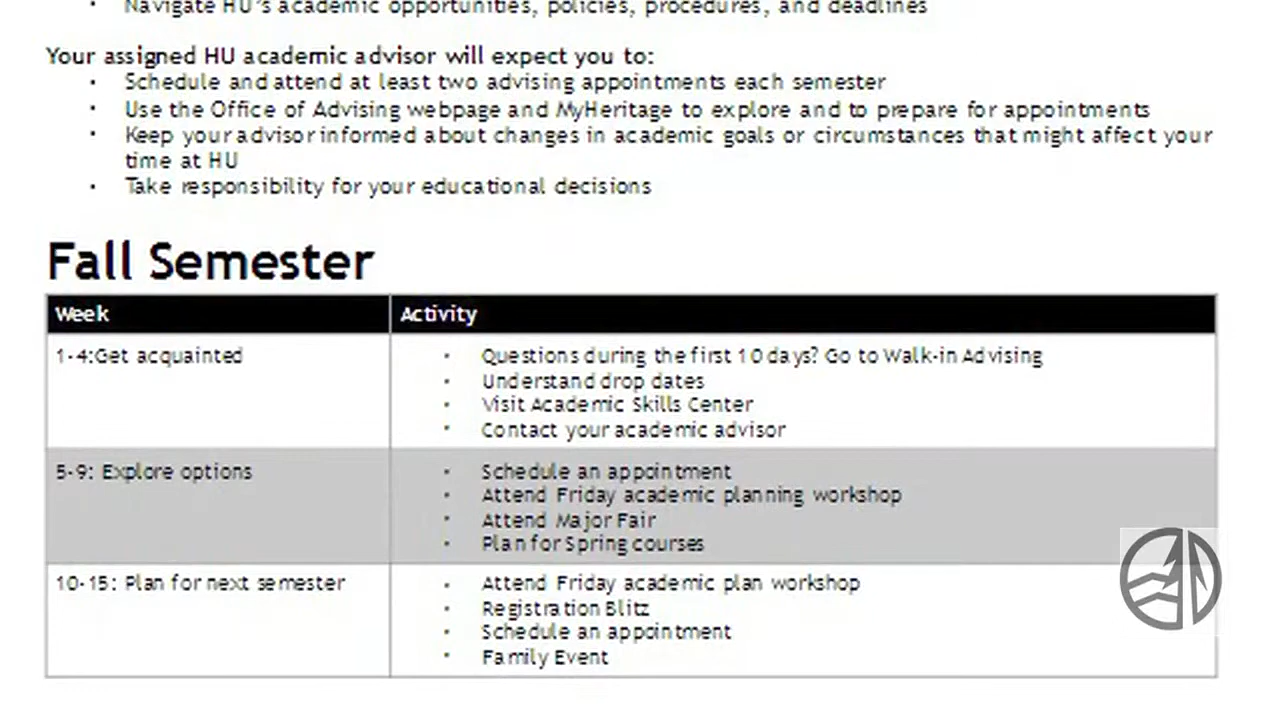 • Navigate HU's academic opportunities, policies, procedures, and deadlines
Your assigned HU academic advisor will expect you to:
• Schedule and attend at least two advising appointments each semester
• Use the Office of Advising webpage and MyHeritage to explore and to prepare for appointments
• Keep your advisor informed about changes in academic goals or circumstances that might affect your
time at HU
• Take responsibility for your educational decisions
Fall Semester
Week Activity
1-4:Get acquainted
• Questions during the first 10 days? Go to Walk-in Advising
• Understand drop dates
• Visit Academic Skills Center
• Contact your academic advisor
5-9: Explore options
• Schedule an appointment
• Attend Friday academic planning workshop
• Attend Major Fair
• Plan for Spring courses
10-15: Plan for next semester
• Attend Friday academic plan workshop
• Registration Blitz
• Schedule an appointment
• Family Event